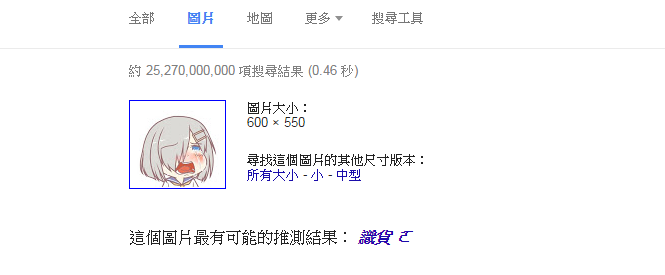 全部 圖片 地圖 更多 搜尋工具
約 25,270,000,000 項搜尋結果 (0.46 秒)
圖片大小：
600 × 550
尋找這個圖片的其他尺寸版本：
所有大小 - 小 - 中型
這個圖片最有可能的推測結果： 識貨 ㄛ